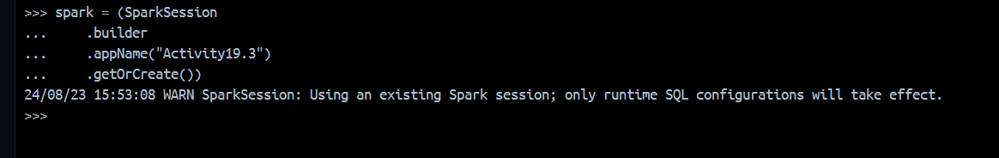 >>> spark = (SparkSession
...     .builder
...     .appName("Activity19.3")
...     .getOrCreate())
24/08/23 15:53:08 WARN SparkSession: Using an existing Spark session; only runtime SQL configurations will take effect.
>>>